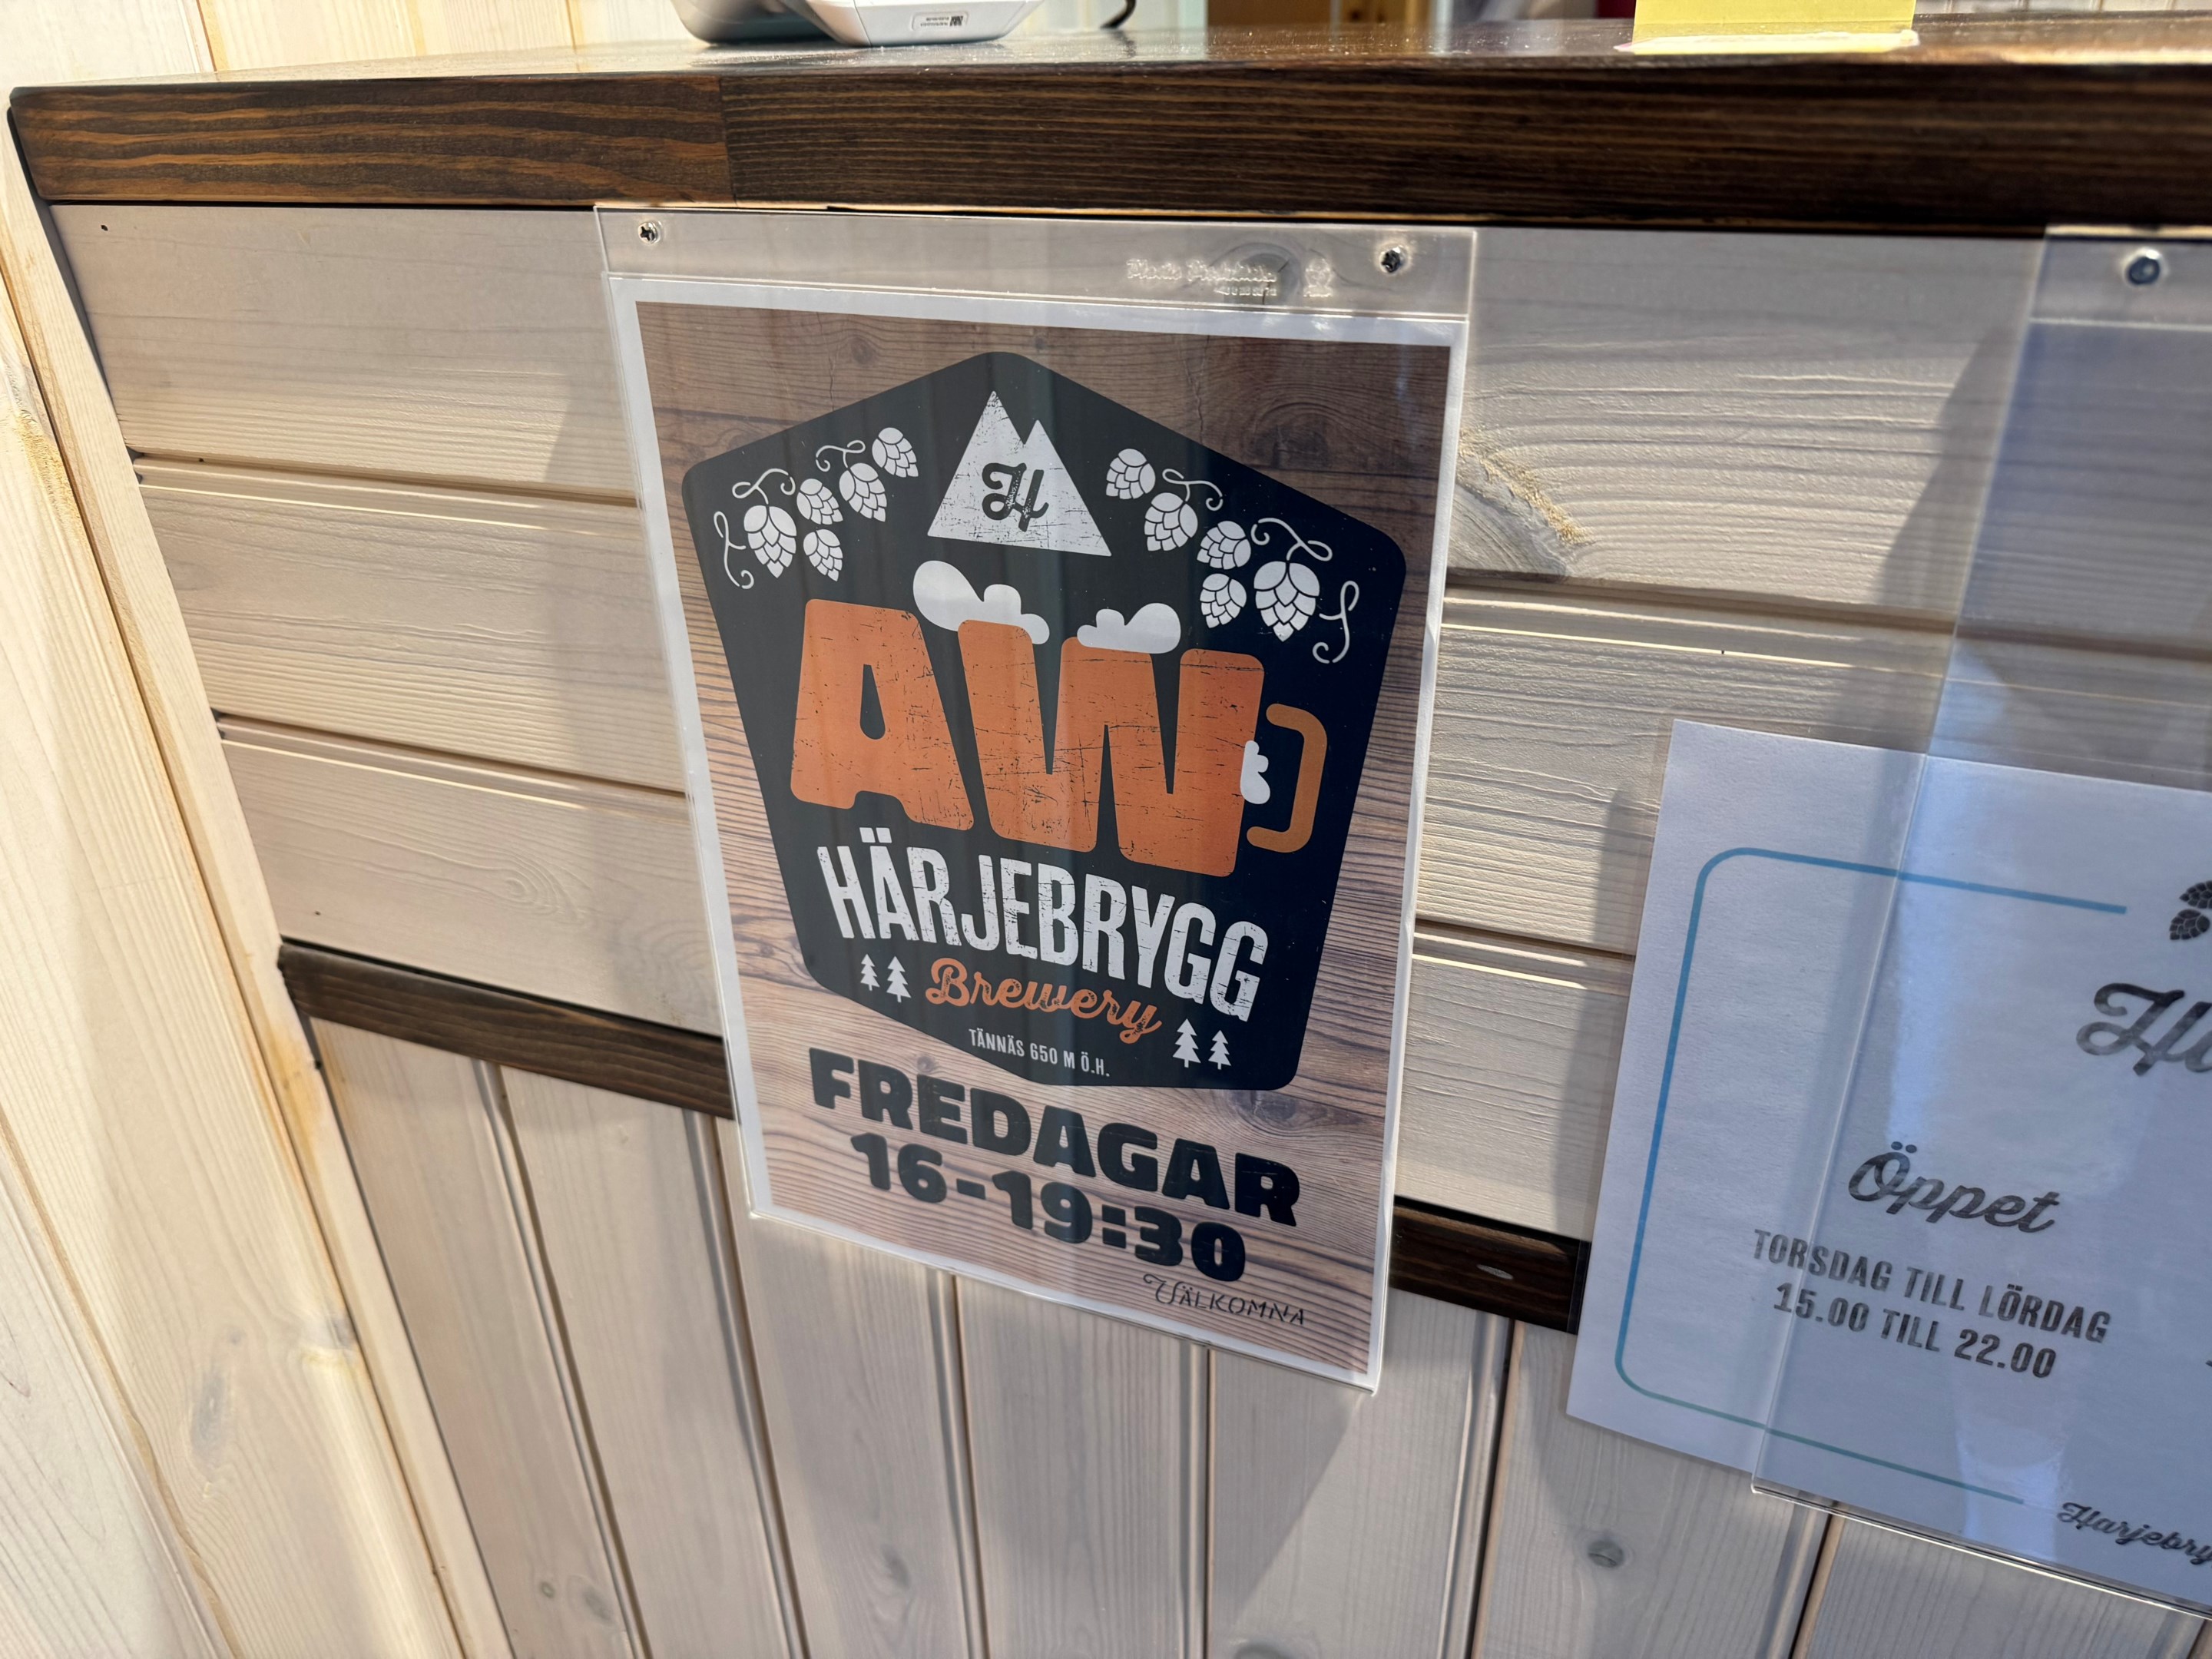 H
AW
HÄRJEBRYGG
Brewery
TÄNNÄS 650 M Ö.H.
FREDAGAR
16-19:30
VÄLKOMNA
Öppet
TORSDAG TILL LÖRDAG
15.00 TILL 22.00